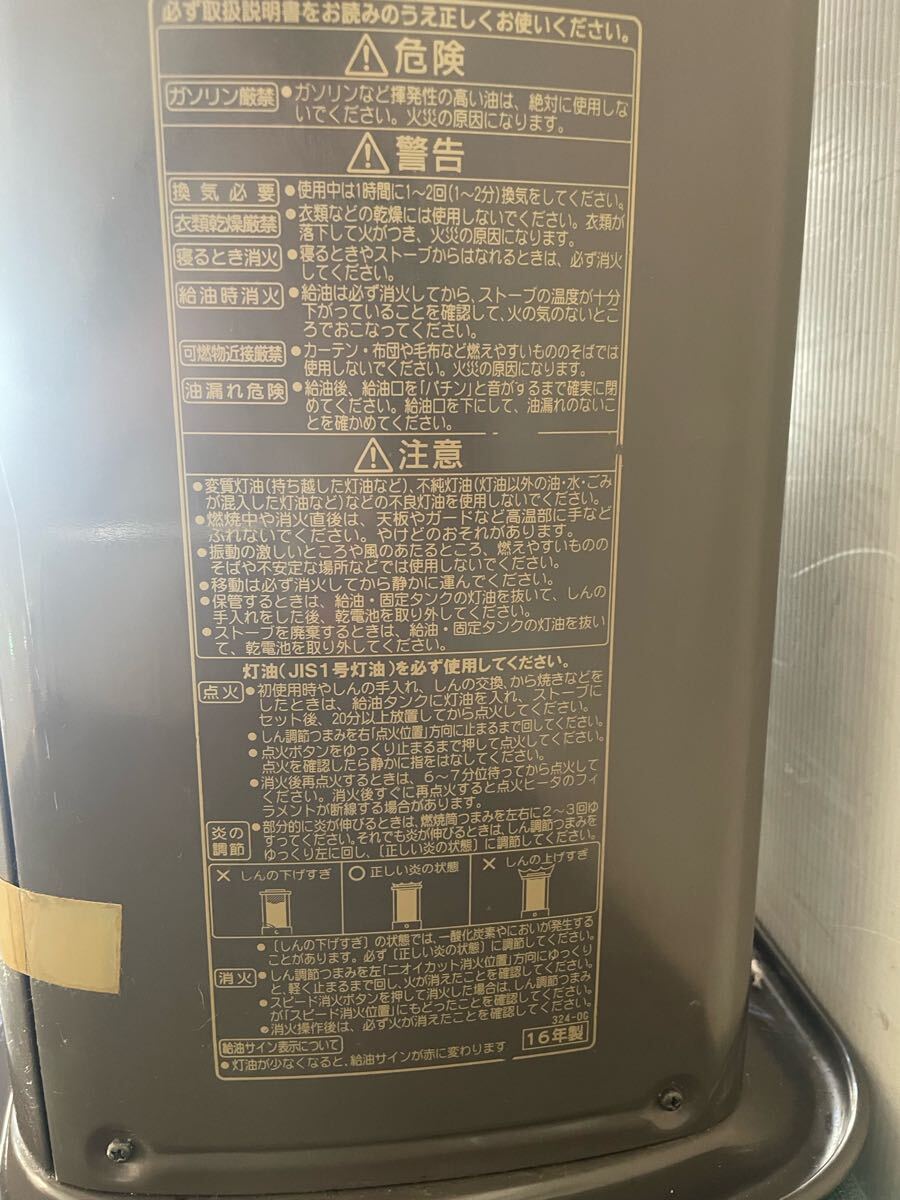 必ず取扱説明書をお読みのうえ正しくお使いください。
⚠危険
ガソリン厳禁
●ガソリンなど揮発性の高い油は、絶対に使用しな
いでください。火災の原因になります。
⚠警告
換気必要
●使用中は1時間に1〜2回(1〜2分)換気をしてください。
衣類乾燥厳禁
●衣類などの乾燥には使用しないでください。衣類が
落下して火がつき、火災の原因になります。
寝るとき消火
●寝るときやストーブからはなれるときは、必ず消火
してください。
給油時消火
●給油は必ず消火してから、ストーブの温度が十分
下がっていることを確認して、火の気のないとこ
ろでおこなってください。
可燃物近接厳禁
●カーテン・布団や毛布など燃えやすいもののそばでは
使用しないでください。火災の原因になります。
油漏れ危険
●給油後、給油口を「パチン」と音がするまで確実に閉
めてください。給油口を下にして、油漏れのないこ
とを確かめてください。
⚠注意
●変質灯油(持ち越した灯油など)、不純灯油(灯油以外の油・水・ごみ
が混入した灯油など)などの不良灯油を使用しないでください。
●燃焼中や消火直後は、天板やガードなど高温部に手など
ふれないでください。やけどのおそれがあります。
●振動の激しいところや風のあたるところ、燃えやすいものの
そばや不安定な場所などでは使用しないでください。
●移動は必ず消火してから静かに運んでください。
●保管するときは、給油・固定タンクの灯油を抜いて、しんの
手入れをした後、乾電池を取り外してください。
●ストーブを廃棄するときは、給油・固定タンクの灯油を抜い
て、乾電池を取り外してください。
灯油(JIS1号灯油)を必ず使用してください。
点火
●初使用時やしんの手入れ、しんの交換、から焼きなどを
したときは、給油タンクに灯油を入れ、ストーブに
セット後、20分以上放置してから点火してください。
●しん調節つまみを右「点火位置」方向に止まるまで回してください。
●点火ボタンをゆっくり止まるまで押して点火してください。
点火を確認したら静かに指をはなしてください。
●消火後再点火するときは、6〜7分位待ってから点火して
ください。消火後すぐに再点火すると点火ヒータのフィ
ラメントが断線する場合があります。
炎の
調節
●部分的に炎が伸びるときは、燃焼筒つまみを左右に2〜3回ゆ
すってください。それでも炎が伸びるときは、しん調節つまみを
ゆっくり左に回し、〔正しい炎の状態〕に調節してください。
×しんの下げすぎ
○正しい炎の状態
×しんの上げすぎ
●〔しんの下げすぎ〕の状態では、一酸化炭素やにおいが発生する
ことがあります。必ず〔正しい炎の状態〕に調節してください。
消火
●しん調節つまみを左「ニオイカット消火位置」方向にゆっくり
と、軽く止まるまで回し、火が消えたことを確認してください。
●スピード消火ボタンを押して消火した場合は、しん調節つまみ
が「スピード消火位置」にもどったことを確認してください。
●消火操作後は、必ず火が消えたことを確認してください。
324-0G
給油サイン表示について
16年製
●灯油が少なくなると、給油サインが赤に変わります